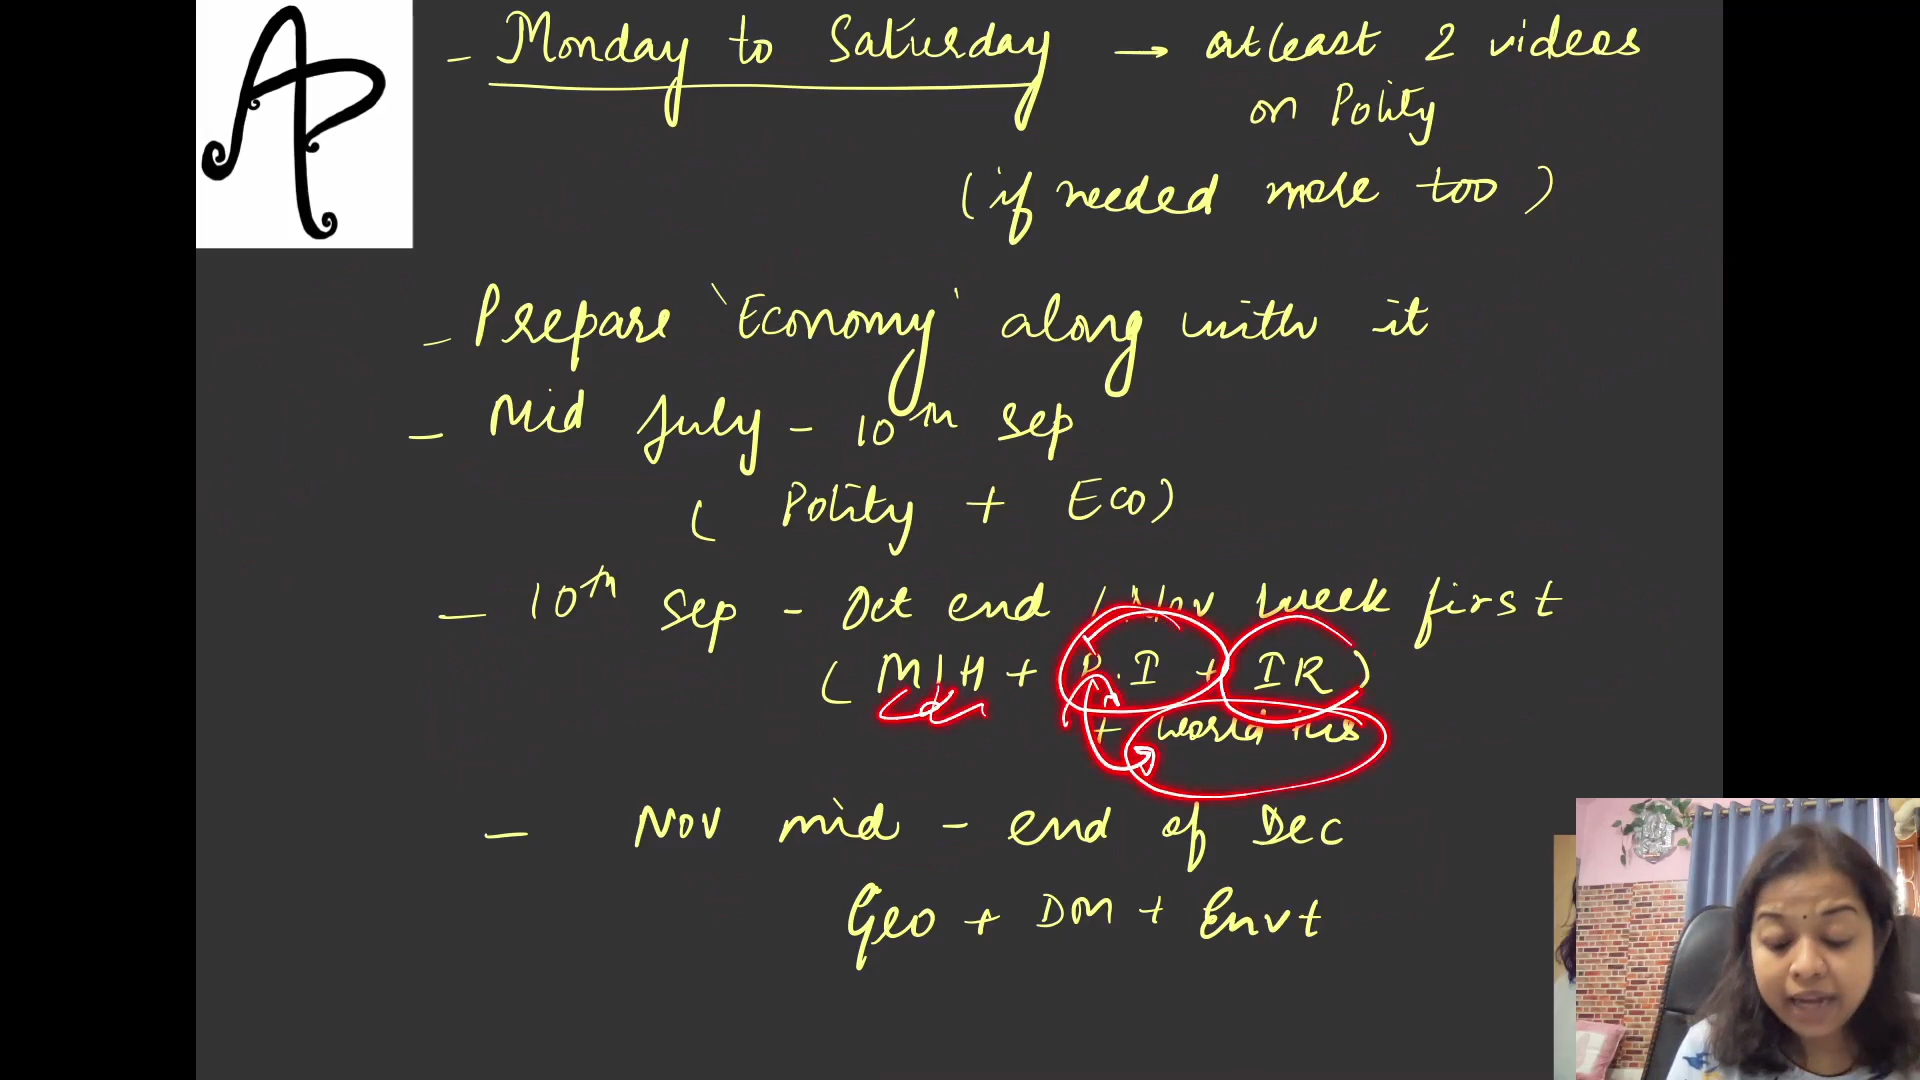 AP
- Monday to Saturday → atleast 2 videos
on Polity
(if needed more too)
- Prepare 'Economy' along with it
- Mid July - 10th Sep
( Polity + Eco)
- 10th Sep - Oct end / Nov week first
( MIH + P.I + IR)
+ world his
- Nov mid - end of Dec
Geo + DM + Envt